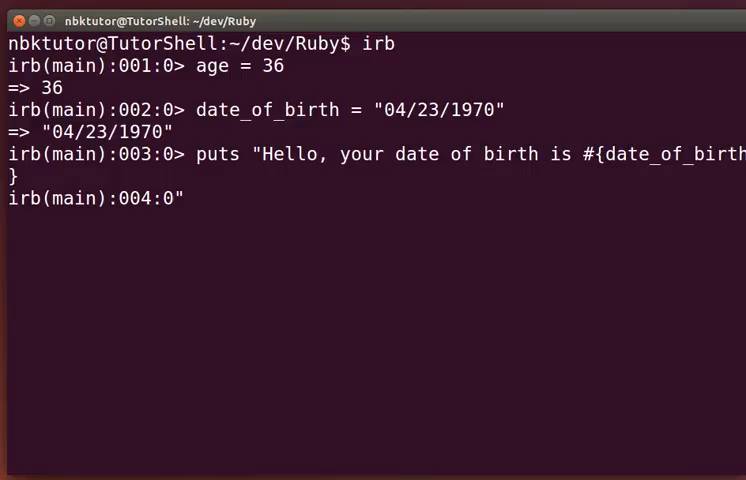 nbktutor@TutorShell: ~/dev/Ruby
nbktutor@TutorShell:~/dev/Ruby$ irb
irb(main):001:0> age = 36
=> 36
irb(main):002:0> date_of_birth = "04/23/1970"
=> "04/23/1970"
irb(main):003:0> puts "Hello, your date of birth is #{date_of_birth
}
irb(main):004:0"